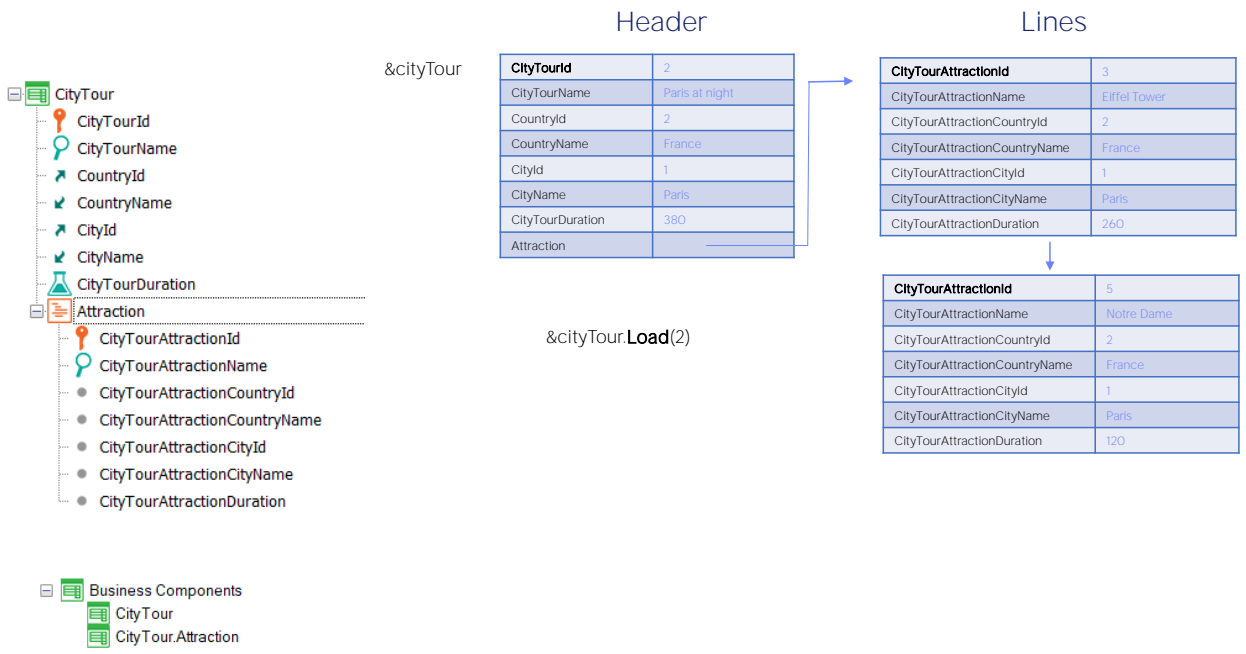 Header
Lines
&cityTour
CityTour
CityTourId
CityTourName
CountryId
CountryName
CityId
CityName
CityTourDuration
Attraction
CityTourAttractionId
CityTourAttractionName
CityTourAttractionCountryId
CityTourAttractionCountryName
CityTourAttractionCityId
CityTourAttractionCityName
CityTourAttractionDuration
CityTourId 2
CityTourName Paris at night
CountryId 2
CountryName France
CityId 1
CityName Paris
CityTourDuration 380
Attraction
&cityTour.Load(2)
CityTourAttractionId 3
CityTourAttractionName Eiffel Tower
CityTourAttractionCountryId 2
CityTourAttractionCountryName France
CityTourAttractionCityId 1
CityTourAttractionCityName Paris
CityTourAttractionDuration 260
CityTourAttractionId 5
CityTourAttractionName Notre Dame
CityTourAttractionCountryId 2
CityTourAttractionCountryName France
CityTourAttractionCityId 1
CityTourAttractionCityName Paris
CityTourAttractionDuration 120
Business Components
CityTour
CityTour.Attraction